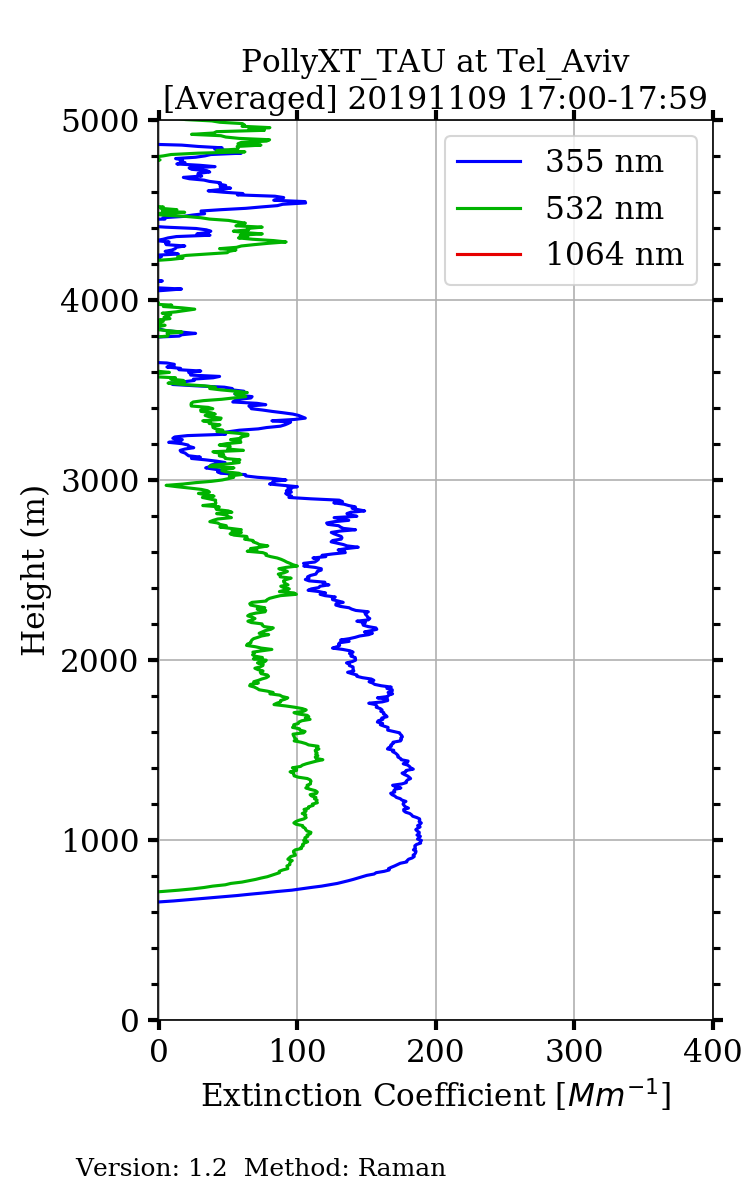 PollyXT_TAU at Tel_Aviv
[Averaged] 20191109 17:00-17:59
355 nm
532 nm
1064 nm
5000
4000
3000
2000
1000
0
Height (m)
0 100 200 300 400
Extinction Coefficient [Mm⁻¹]
Version: 1.2 Method: Raman